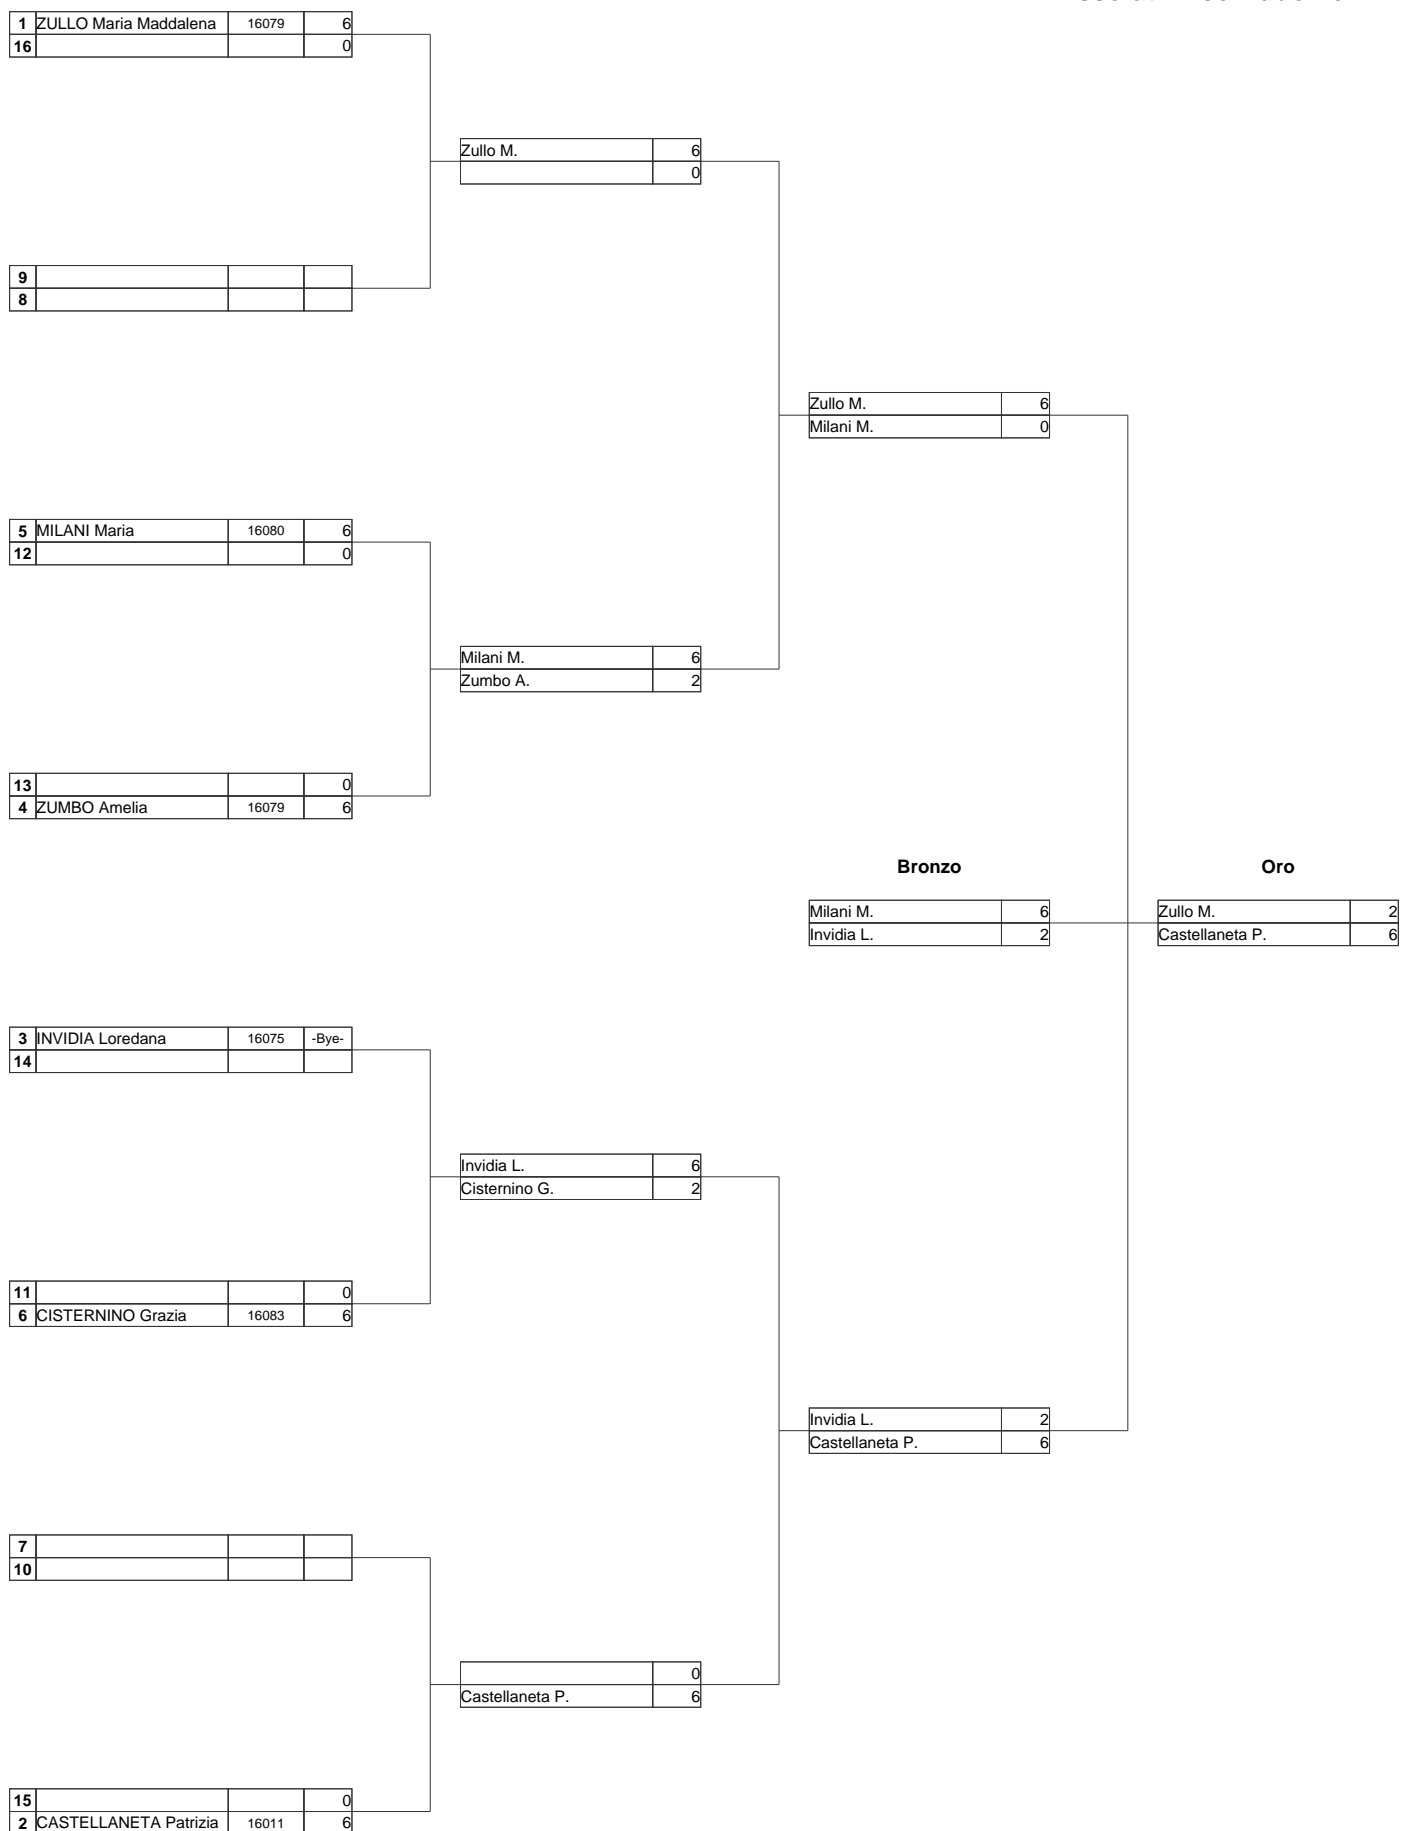 1 ZULLO Maria Maddalena 16079 6
16 0
Zullo M. 6
0
9
8
Zullo M. 6
Milani M. 0
5 MILANI Maria 16080 6
12 0
Milani M. 6
Zumbo A. 2
13 0
4 ZUMBO Amelia 16079 6
Bronzo Oro
Milani M. 6 Zullo M. 2
Invidia L. 2 Castellaneta P. 6
3 INVIDIA Loredana 16075 -Bye-
14
Invidia L. 6
Cisternino G. 2
11 0
6 CISTERNINO Grazia 16083 6
Invidia L. 2
Castellaneta P. 6
7
10
0
Castellaneta P. 6
15 0
2 CASTELLANETA Patrizia 16011 6